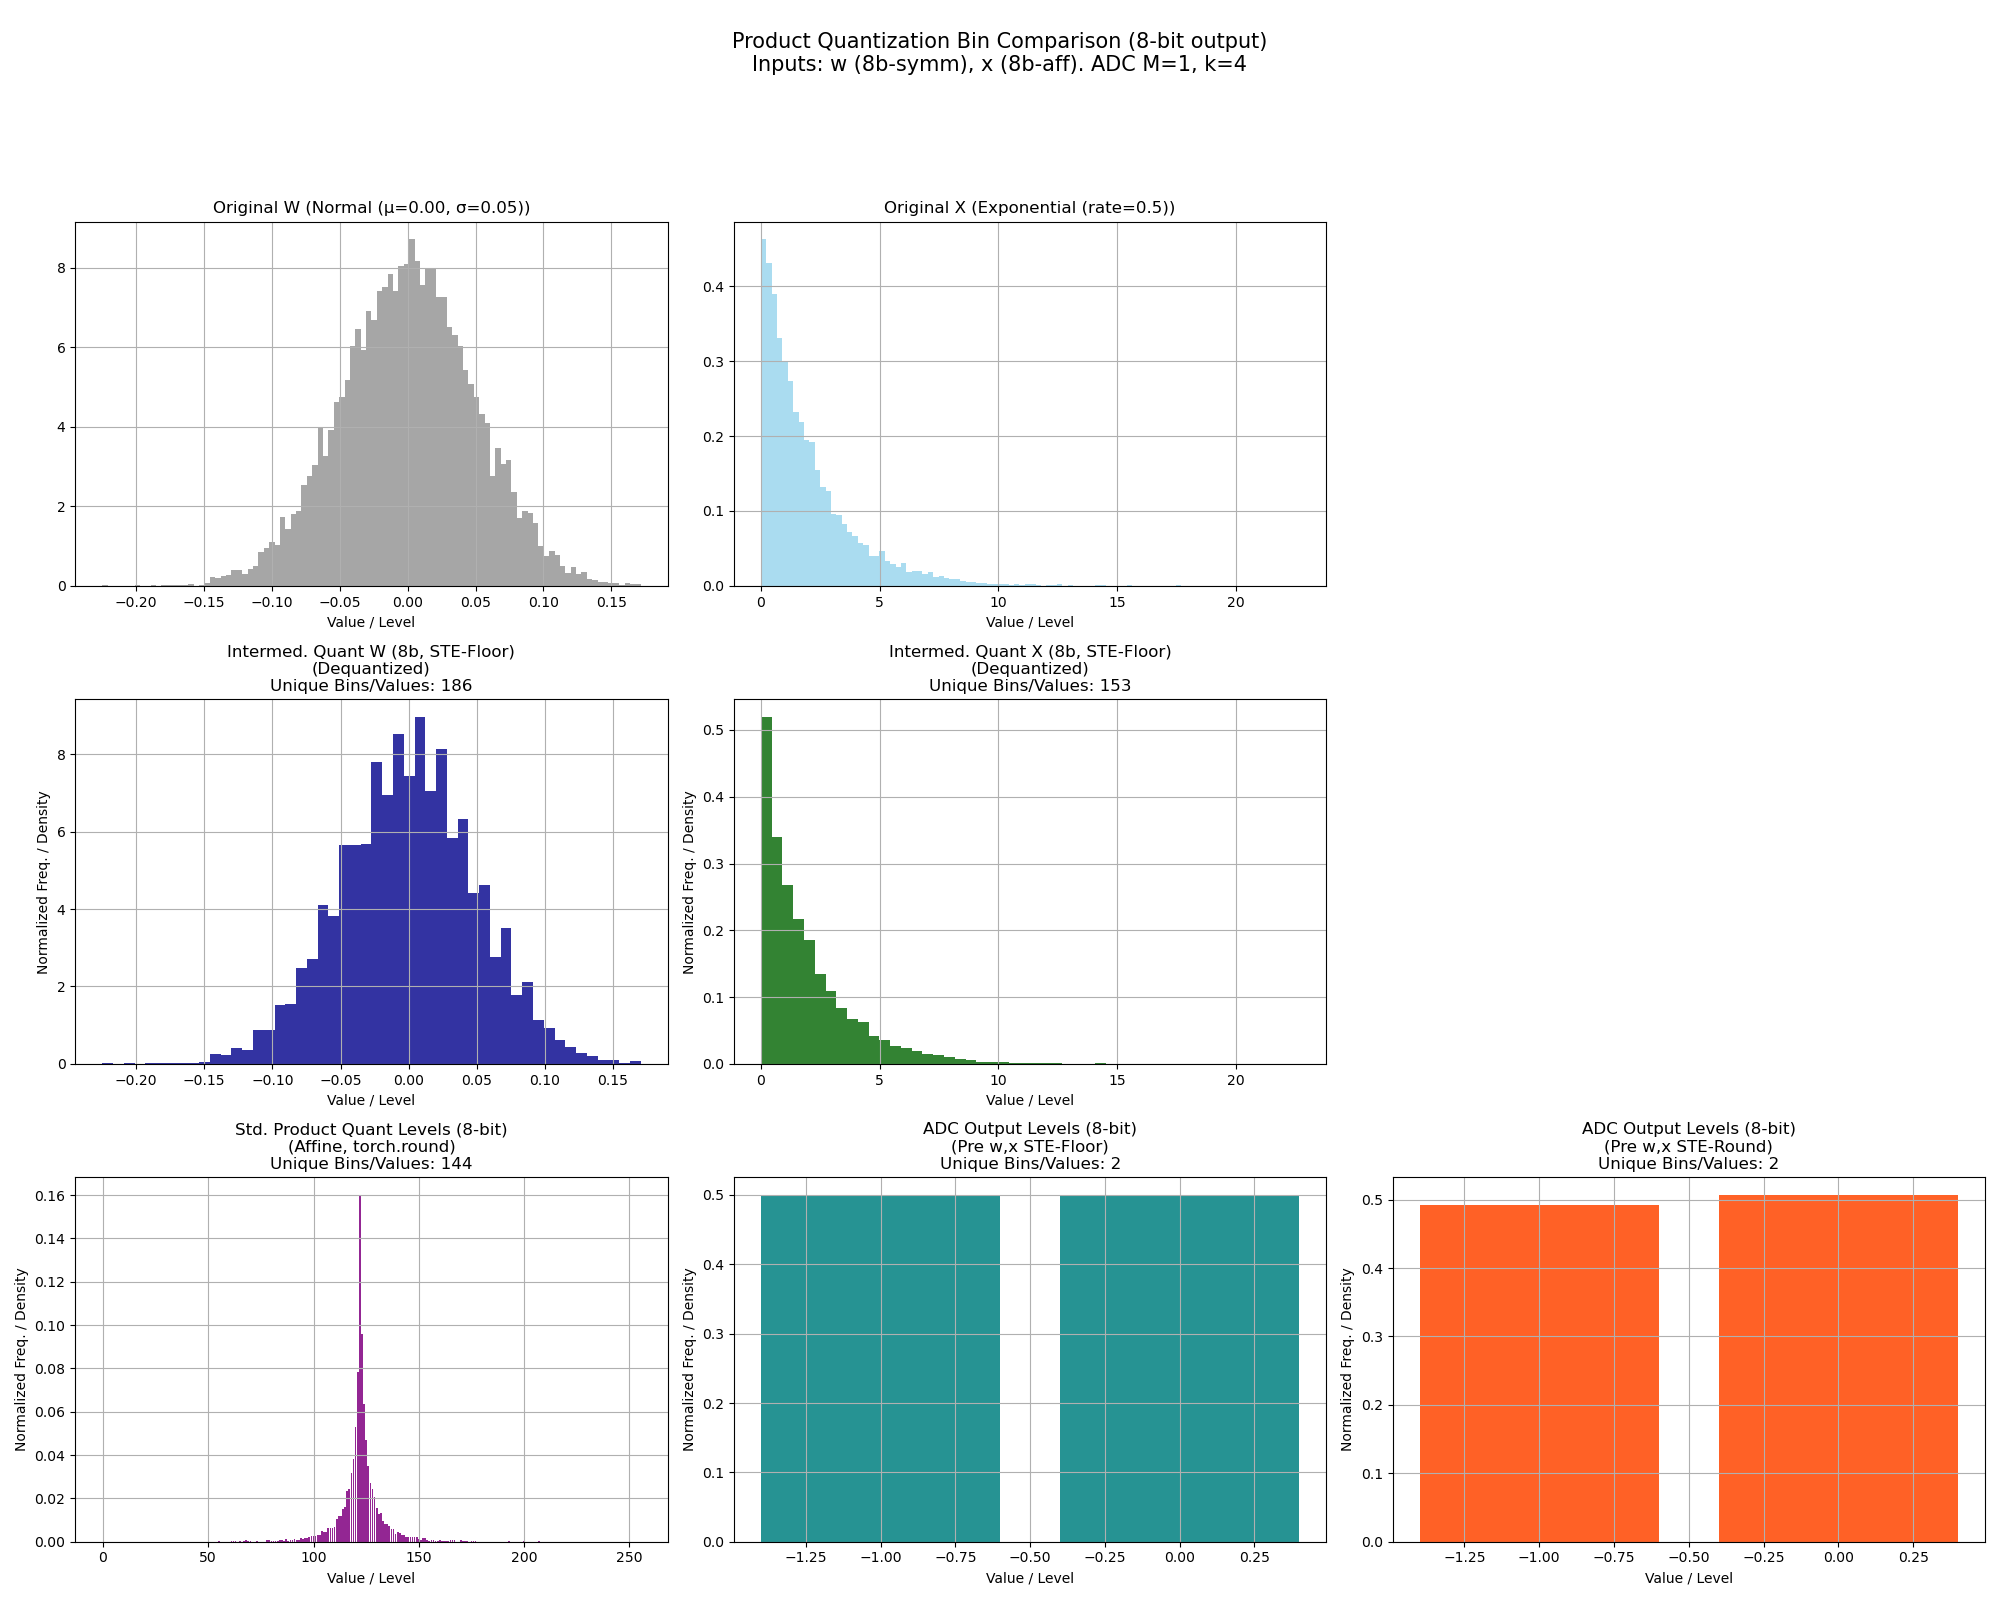 Product Quantization Bin Comparison (8-bit output)
Inputs: w (8b-symm), x (8b-aff). ADC M=1, k=4
Original W (Normal (μ=0.00, σ=0.05))
8
6
4
2
0
−0.20 −0.15 −0.10 −0.05 0.00 0.05 0.10 0.15
Value / Level
Original X (Exponential (rate=0.5))
0.4
0.3
0.2
0.1
0.0
0 5 10 15 20
Value / Level
Intermed. Quant W (8b, STE-Floor)
(Dequantized)
Unique Bins/Values: 186
Normalized Freq. / Density
8
6
4
2
0
−0.20 −0.15 −0.10 −0.05 0.00 0.05 0.10 0.15
Value / Level
Intermed. Quant X (8b, STE-Floor)
(Dequantized)
Unique Bins/Values: 153
Normalized Freq. / Density
0.5
0.4
0.3
0.2
0.1
0.0
0 5 10 15 20
Value / Level
Std. Product Quant Levels (8-bit)
(Affine, torch.round)
Unique Bins/Values: 144
Normalized Freq. / Density
0.16
0.14
0.12
0.10
0.08
0.06
0.04
0.02
0.00
0 50 100 150 200 250
Value / Level
ADC Output Levels (8-bit)
(Pre w,x STE-Floor)
Unique Bins/Values: 2
Normalized Freq. / Density
0.5
0.4
0.3
0.2
0.1
0.0
−1.25 −1.00 −0.75 −0.50 −0.25 0.00 0.25
Value / Level
ADC Output Levels (8-bit)
(Pre w,x STE-Round)
Unique Bins/Values: 2
Normalized Freq. / Density
0.5
0.4
0.3
0.2
0.1
0.0
−1.25 −1.00 −0.75 −0.50 −0.25 0.00 0.25
Value / Level